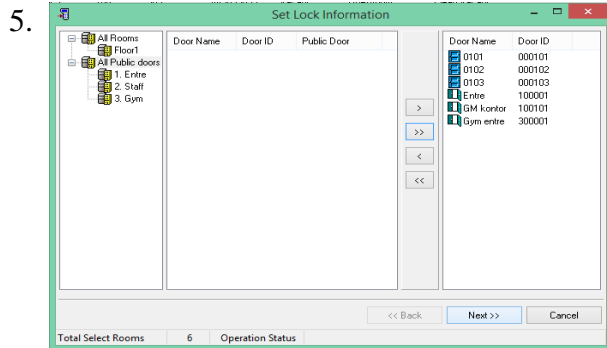 5.
Set Lock Information
All Rooms
Floor1
All Public doors
1. Entre
2. Staff
3. Gym
Door Name Door ID Public Door
>
>>
<
<<
Door Name Door ID
0101 000101
0102 000102
0103 000103
Entre 100001
GM kontor 100101
Gym entre 300001
<< Back Next >> Cancel
Total Select Rooms 6 Operation Status